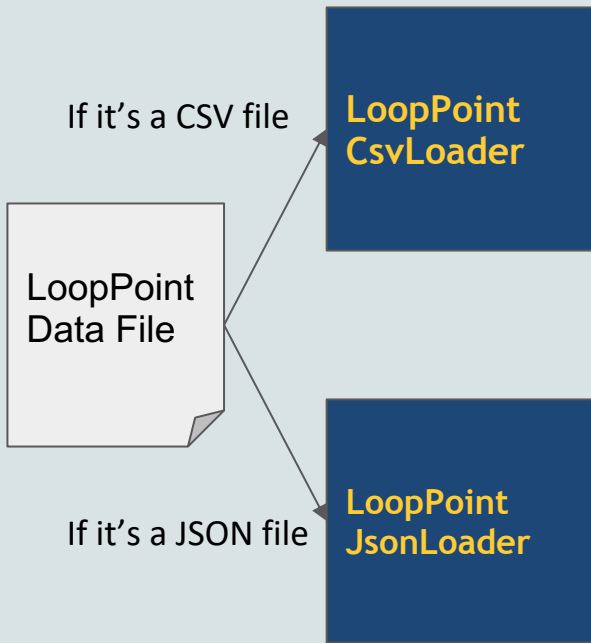 If it’s a CSV file
LoopPoint
CsvLoader
LoopPoint
Data File
If it’s a JSON file
LoopPoint
JsonLoader